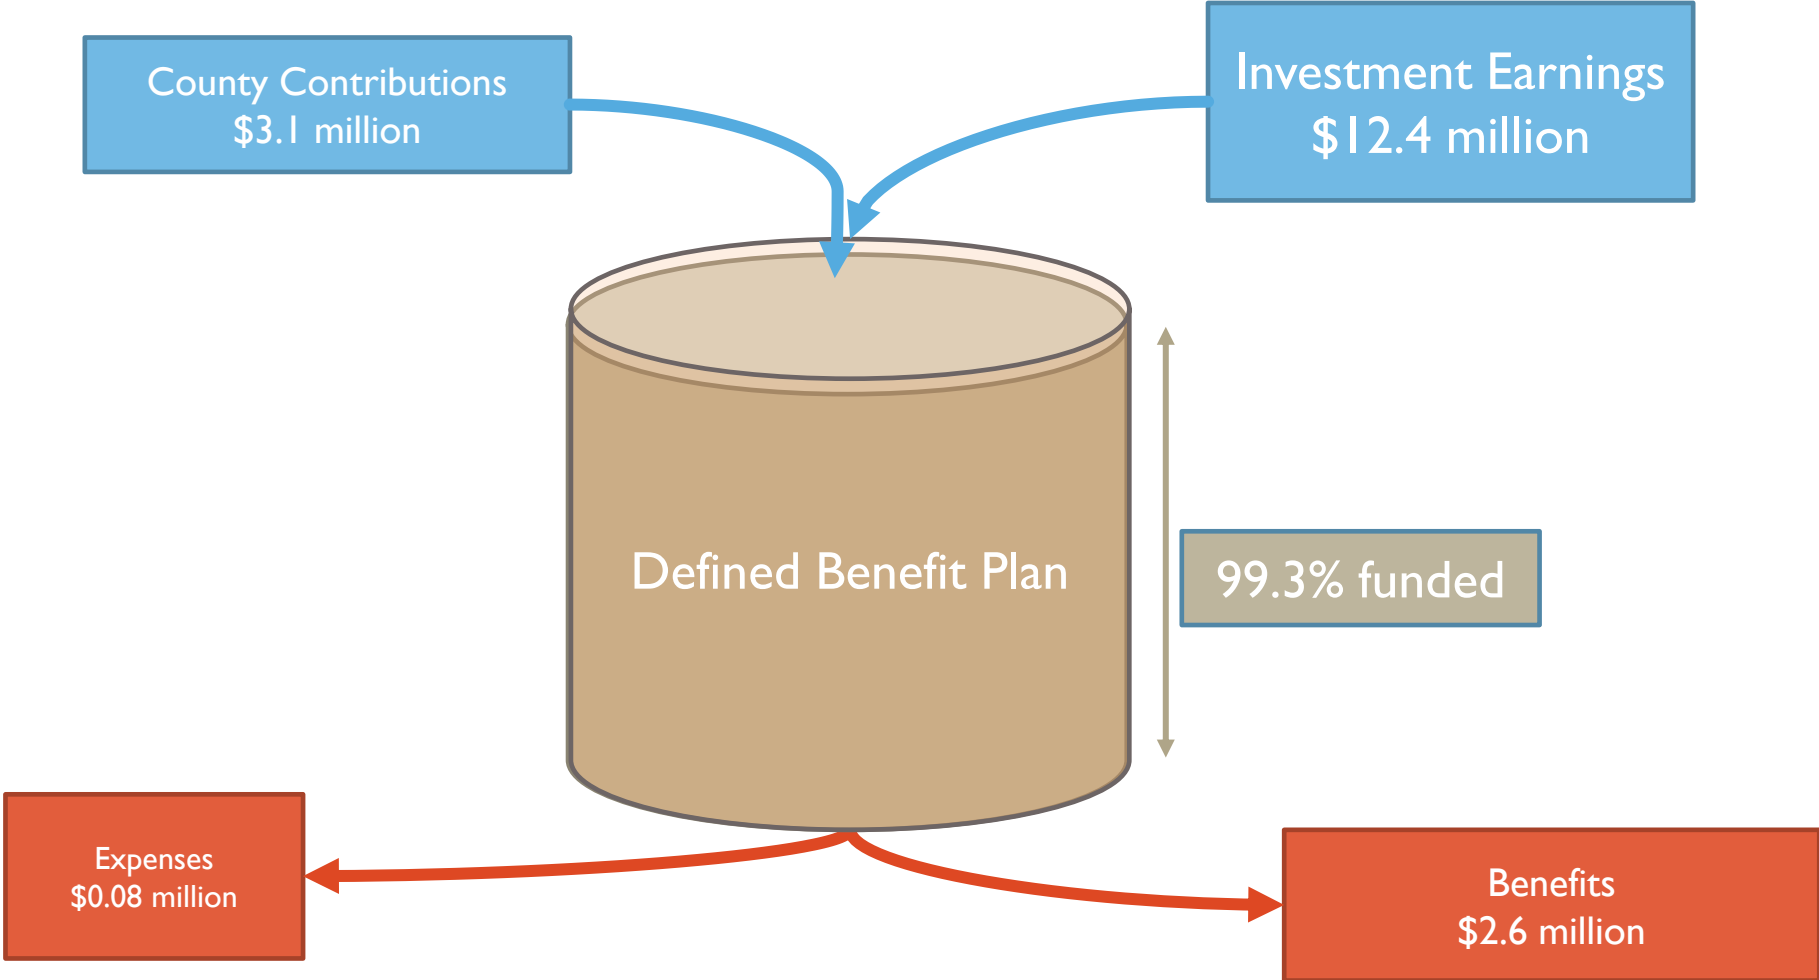 County Contributions
$3.1 million
Investment Earnings
$12.4 million
Defined Benefit Plan
99.3% funded
Expenses
$0.08 million
Benefits
$2.6 million